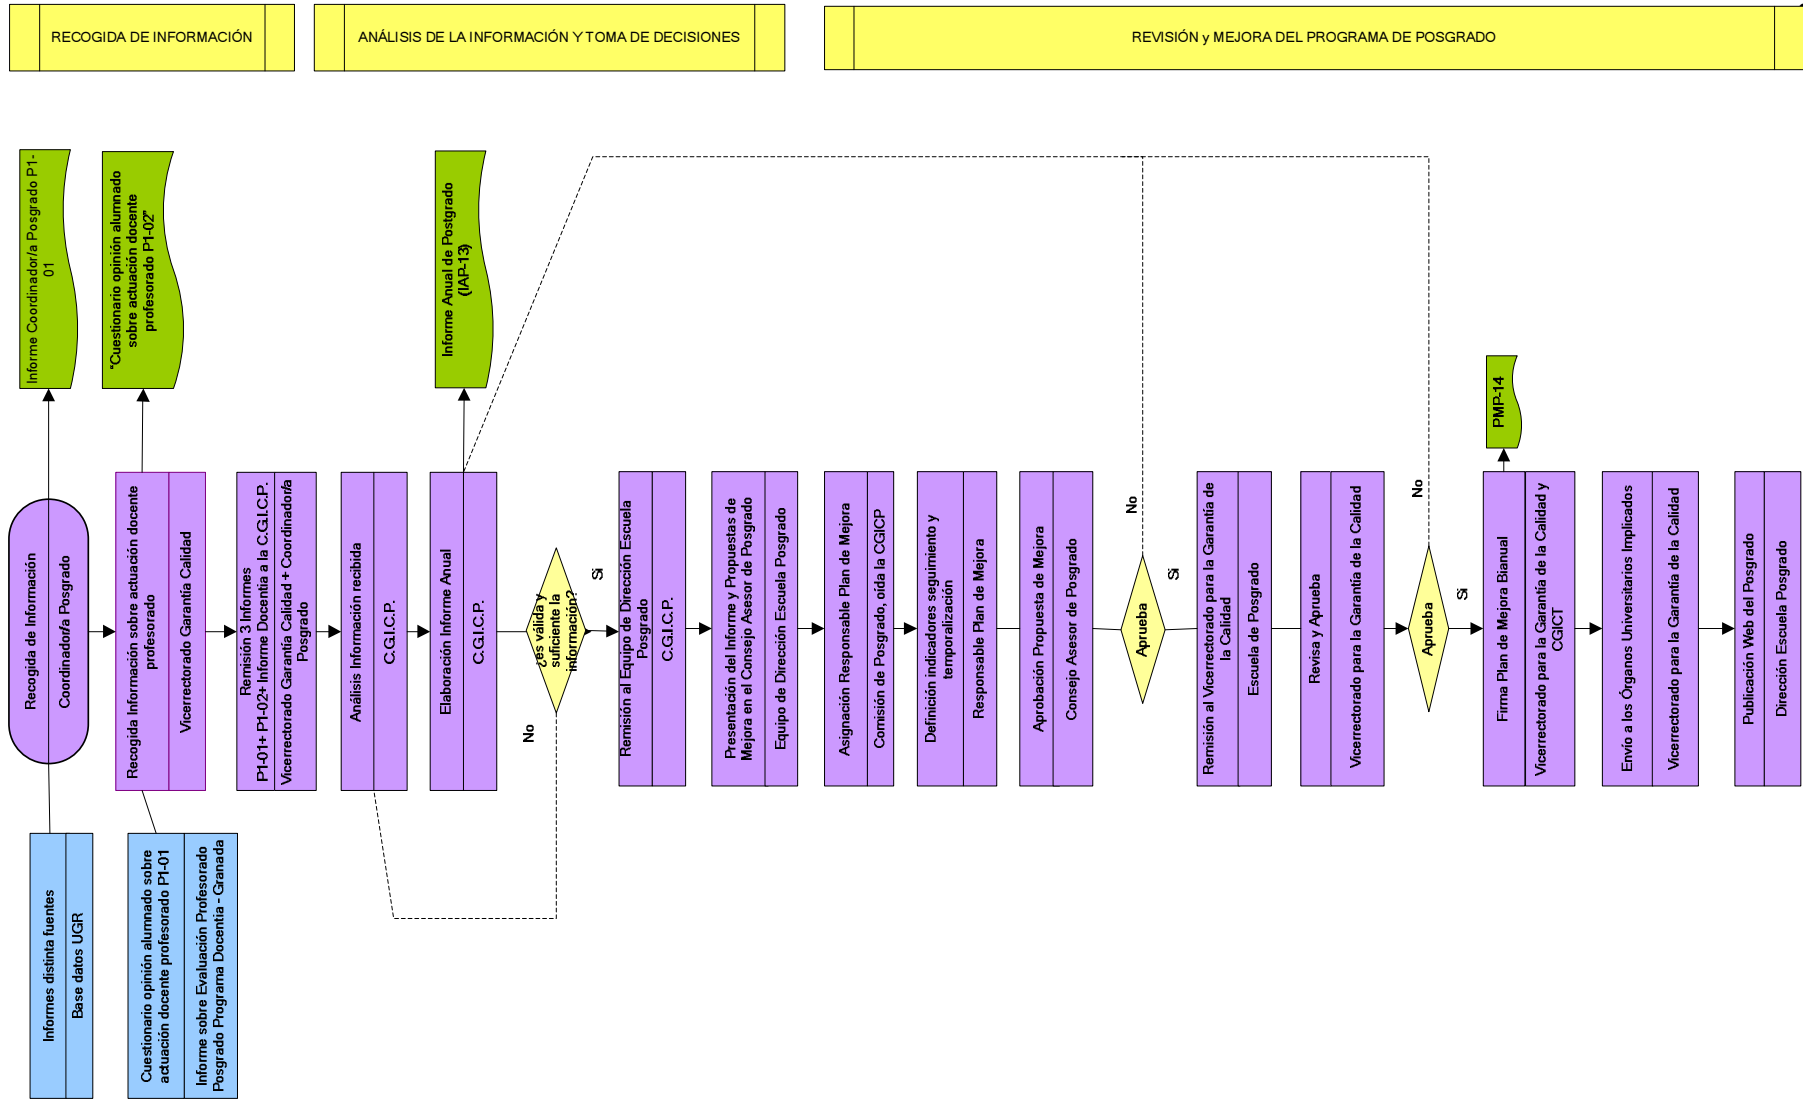 RECOGIDA DE INFORMACIÓN
ANÁLISIS DE LA INFORMACIÓN Y TOMA DE DECISIONES
REVISIÓN y MEJORA DEL PROGRAMA DE POSGRADO
Informe Coordinador/a Posgrado P1-
01
"Cuestionario opinión alumnado
sobre actuación docente
profesorado P1-02"
Informe Anual de Postgrado
(IAP-13)
PMP-14
Recogida de Información
Coordinador/a Posgrado
Recogida Información sobre actuación docente
profesorado
Vicerrectorado Garantía Calidad
Remisión 3 Informes
P1-01+ P1-02+ Informe Docentia a la C.G.I.C.P.
Vicerrectorado Garantía Calidad + Coordinador/a
Posgrado
Análisis Información recibida
C.G.I.C.P.
Elaboración Informe Anual
C.G.I.C.P.
¿es válida y
suficiente la
información?
Si
No
Remisión al Equipo de Dirección Escuela
Posgrado
C.G.I.C.P.
Presentación del Informe y Propuestas de
Mejora en el Consejo Asesor de Posgrado
Equipo de Dirección Escuela Posgrado
Asignación Responsable Plan de Mejora
Comisión de Posgrado, oída la CGICP
Definición indicadores seguimiento y
temporalización
Responsable Plan de Mejora
Aprobación Propuesta de Mejora
Consejo Asesor de Posgrado
Aprueba
No
Si
Remisión al Vicerrectorado para la Garantía de
la Calidad
Escuela de Posgrado
Revisa y Aprueba
Vicerrectorado para la Garantía de la Calidad
Aprueba
No
Si
Firma Plan de Mejora Bianual
Vicerrectorado para la Garantía de la Calidad y
CGICT
Envío a los Órganos Universitarios Implicados
Vicerrectorado para la Garantía de la Calidad
Publicación Web del Posgrado
Dirección Escuela Posgrado
Informes distinta fuentes
Base datos UGR
Cuestionario opinión alumnado sobre
actuación docente profesorado P1-01
Informe sobre Evaluación Profesorado
Posgrado Programa Docentia - Granada